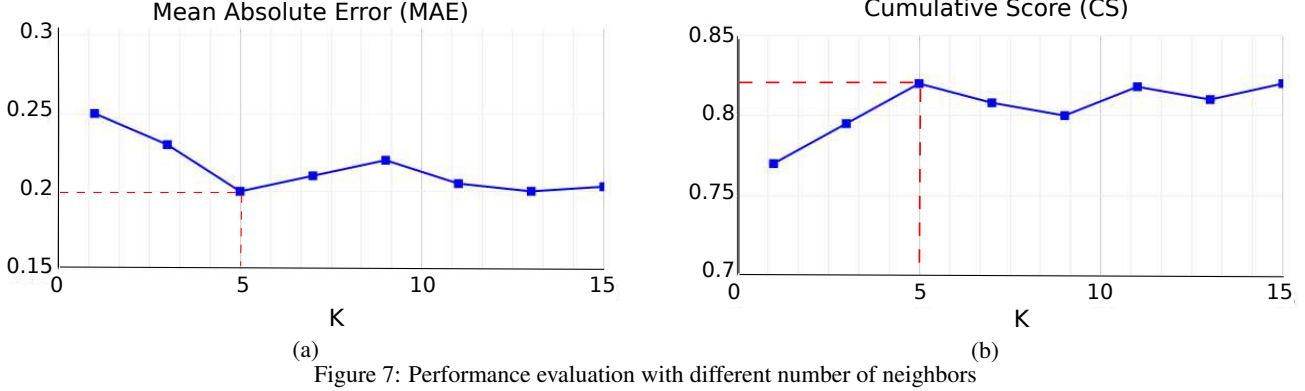 Mean Absolute Error (MAE)
0.3
0.25
0.2
0.15
0
5
10
15
K
(a)
Cumulative Score (CS)
0.85
0.8
0.75
0.7
0
5
10
15
K
(b)
Figure 7: Performance evaluation with different number of neighbors